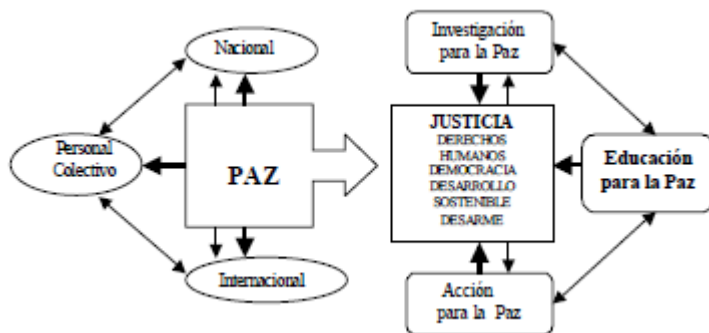 Nacional
Personal
Colectivo
PAZ
Internacional
Investigación
para la Paz
JUSTICIA
DERECHOS
HUMANOS
DEMOCRACIA
DESARROLLO
SOSTENIBLE
DESARME
Educación
para la Paz
Acción
para la Paz